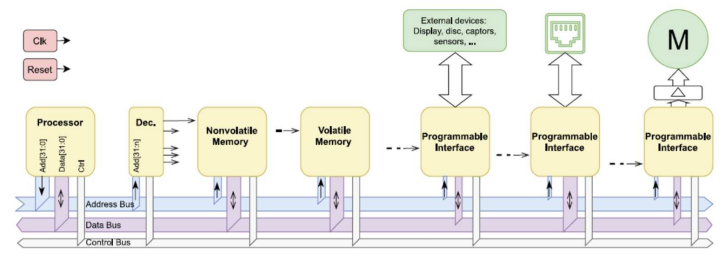 External devices:
Display, disc, captors,
sensors, ...
Clk
Reset
M
Processor
Add[31:0]
Data[31:0]
Ctrl
Dec.
Add[31:n]
Nonvolatile
Memory
Volatile
Memory
Programmable
Interface
Programmable
Interface
Programmable
Interface
Address Bus
Data Bus
Control Bus